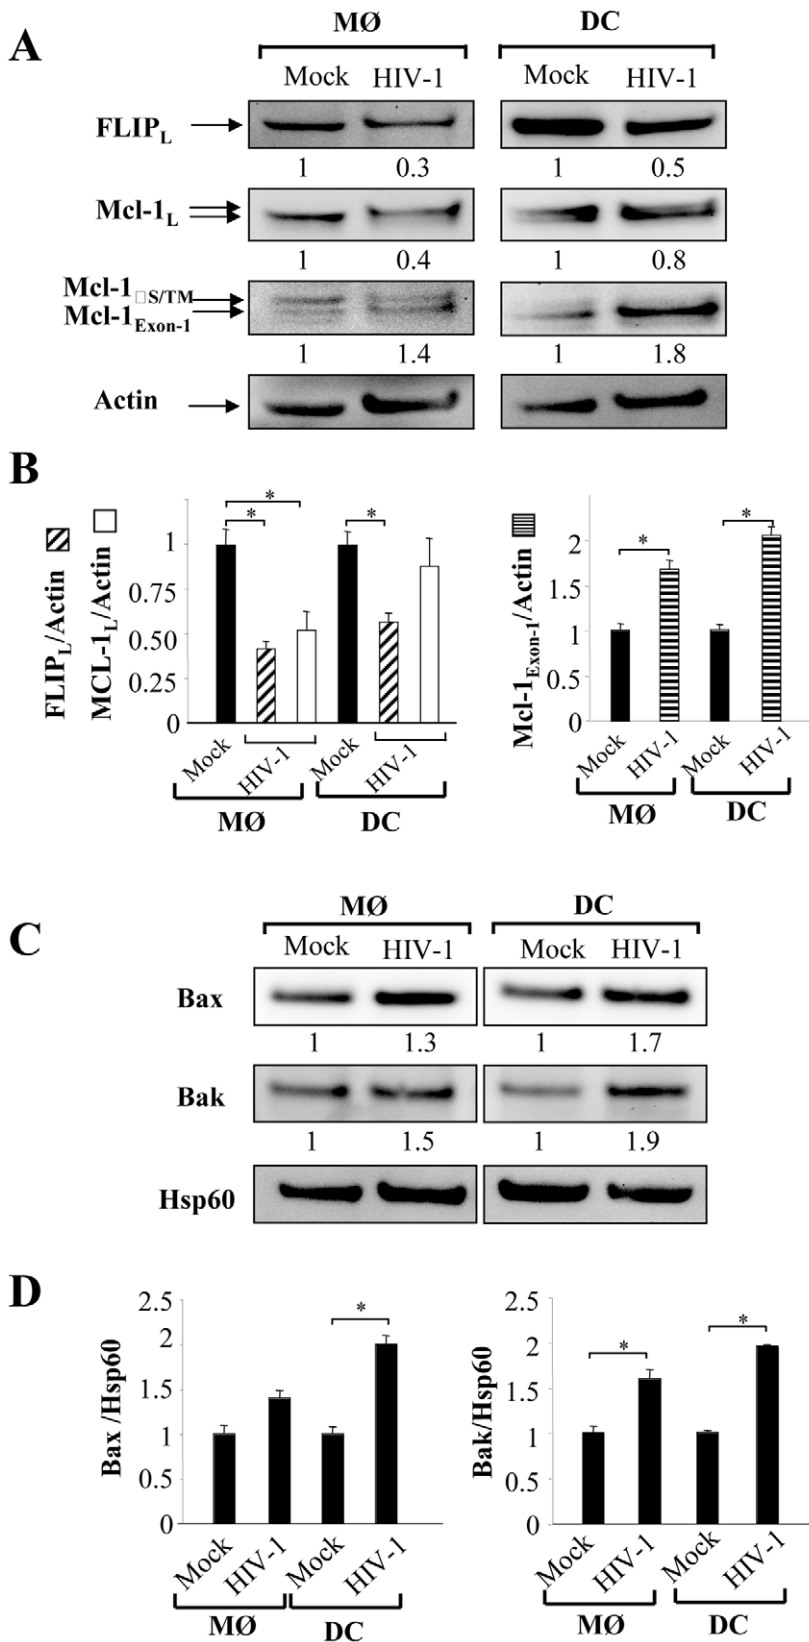 A
MØ DC
Mock HIV-1 Mock HIV-1
FLIPL
1 0.3 1 0.5
Mcl-1L
1 0.4 1 0.8
Mcl-1□S/TM
Mcl-1Exon-1
1 1.4 1 1.8
Actin
B
FLIPL/Actin
MCL-1L/Actin
1
0.75
0.50
0.25
0
* * *
Mock HIV-1 Mock HIV-1
MØ DC
Mcl-1Exon-1/Actin
2
1.5
1
0.5
0
* *
Mock HIV-1 Mock HIV-1
MØ DC
C
MØ DC
Mock HIV-1 Mock HIV-1
Bax
1 1.3 1 1.7
Bak
1 1.5 1 1.9
Hsp60
D
Bax /Hsp60
2.5
2
1.5
1
0.5
0
*
Mock HIV-1 Mock HIV-1
MØ DC
Bak/Hsp60
2.5
2
1.5
1
0.5
0
* *
Mock HIV-1 Mock HIV-1
MØ DC